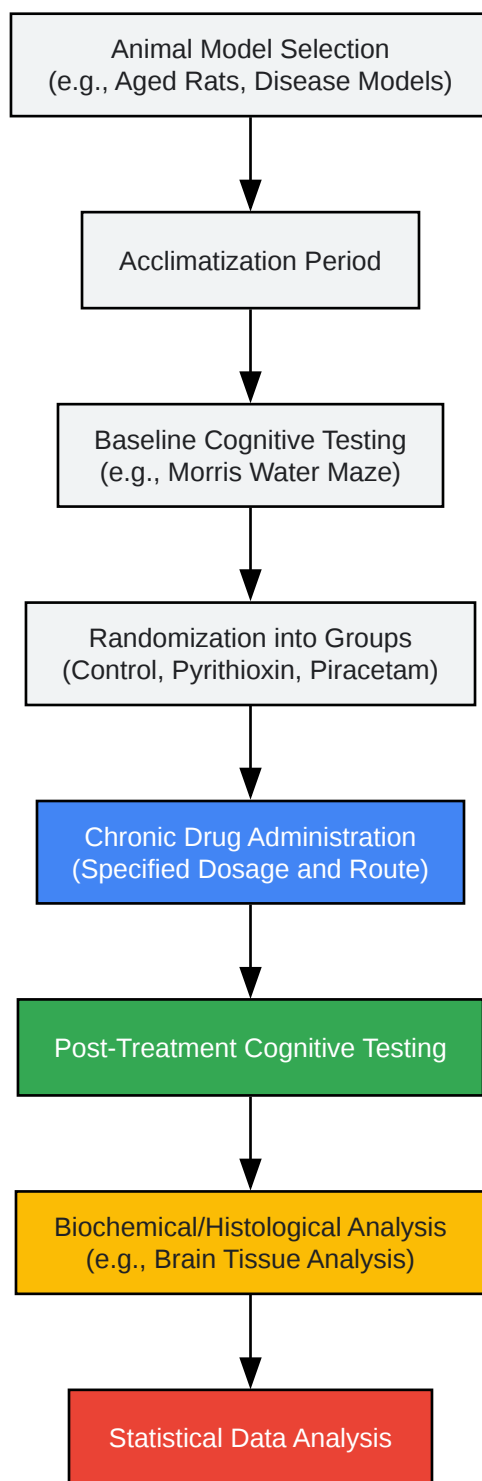 Animal Model Selection
(e.g., Aged Rats, Disease Models)
Acclimatization Period
Baseline Cognitive Testing
(e.g., Morris Water Maze)
Randomization into Groups
(Control, Pyrithioxin, Piracetam)
Chronic Drug Administration
(Specified Dosage and Route)
Post-Treatment Cognitive Testing
Biochemical/Histological Analysis
(e.g., Brain Tissue Analysis)
Statistical Data Analysis